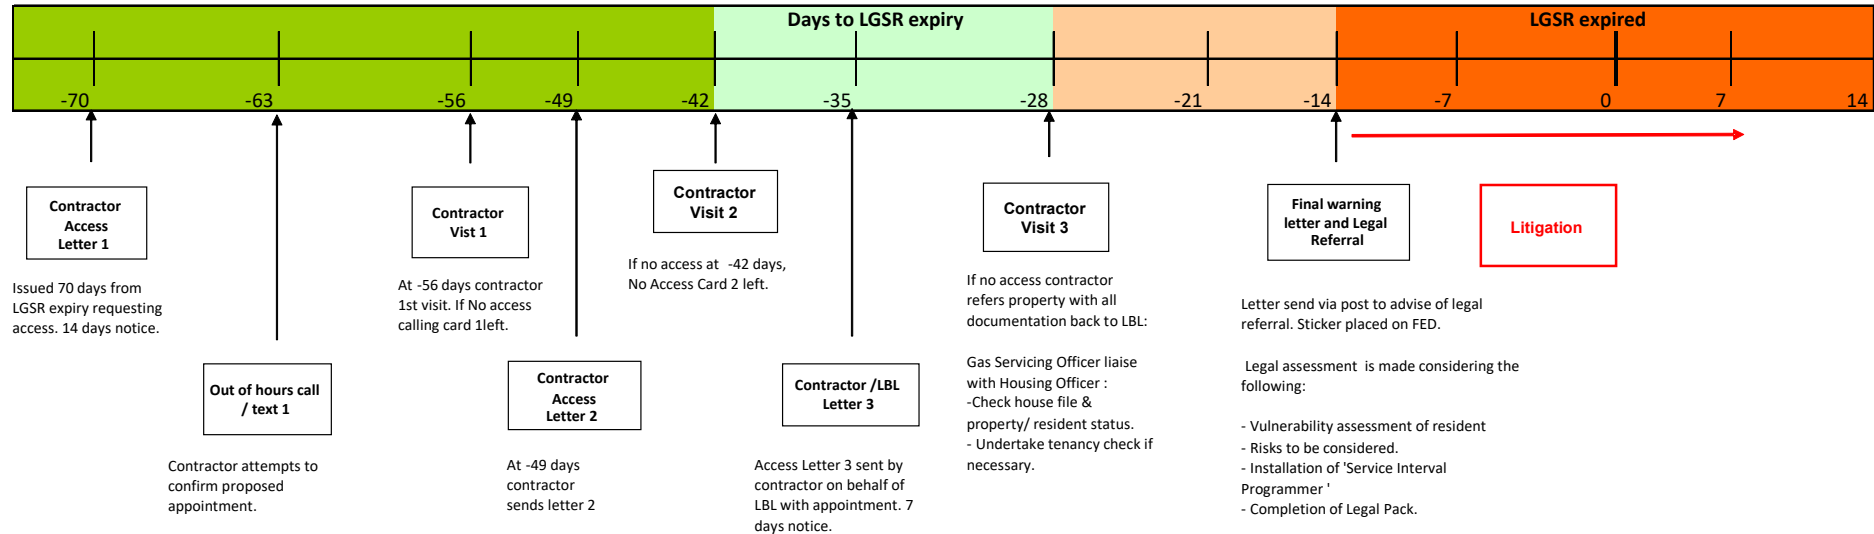 Days to LGSR expiry
LGSR expired
-70
-63
-56
-49
-42
-35
-28
-21
-14
-7
0
7
14
Contractor
Access
Letter 1
Issued 70 days from
LGSR expiry requesting
access. 14 days notice.
Out of hours call
/ text 1
Contractor attempts to
confirm proposed
appointment.
Contractor
Vist 1
At -56 days contractor
1st visit. If No access
calling card 1left.
Contractor
Access
Letter 2
At -49 days
contractor
sends letter 2
Contractor
Visit 2
If no access at -42 days,
No Access Card 2 left.
Contractor /LBL
Letter 3
Access Letter 3 sent by
contractor on behalf of
LBL with appointment. 7
days notice.
Contractor
Visit 3
If no access contractor
refers property with all
documentation back to LBL:
Gas Servicing Officer liaise
with Housing Officer :
-Check house file &
property/ resident status.
- Undertake tenancy check if
necessary.
Final warning
letter and Legal
Referral
Letter send via post to advise of legal
referral. Sticker placed on FED.
Legal assessment is made considering the
following:
- Vulnerability assessment of resident
- Risks to be considered.
- Installation of 'Service Interval
Programmer '
- Completion of Legal Pack.
Litigation